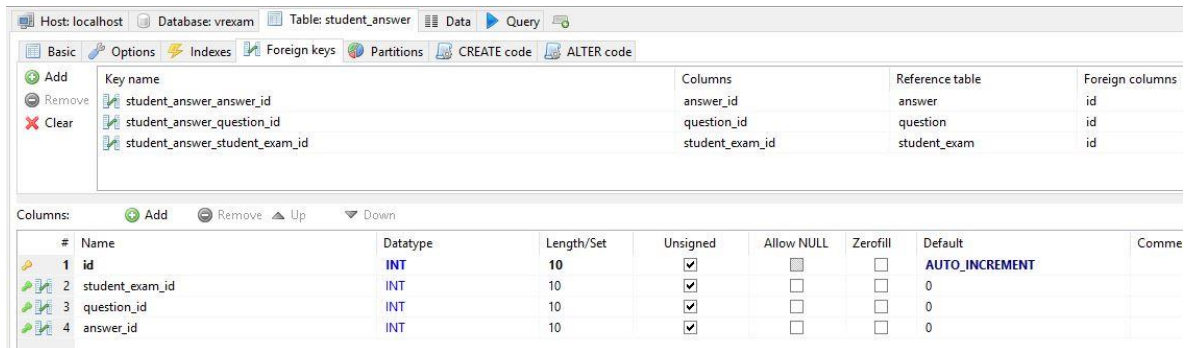 Host: localhost Database: vrexam Table: student_answer Data Query
Basic Options Indexes Foreign keys Partitions CREATE code ALTER code
Add Key name Columns Reference table Foreign columns
Remove student_answer_answer_id answer_id answer id
Clear student_answer_question_id question_id question id
student_answer_student_exam_id student_exam_id student_exam id
Columns: Add Remove Up Down
# Name Datatype Length/Set Unsigned Allow NULL Zerofill Default Comme
1 id INT 10 AUTO_INCREMENT
2 student_exam_id INT 10 0
3 question_id INT 10 0
4 answer_id INT 10 0